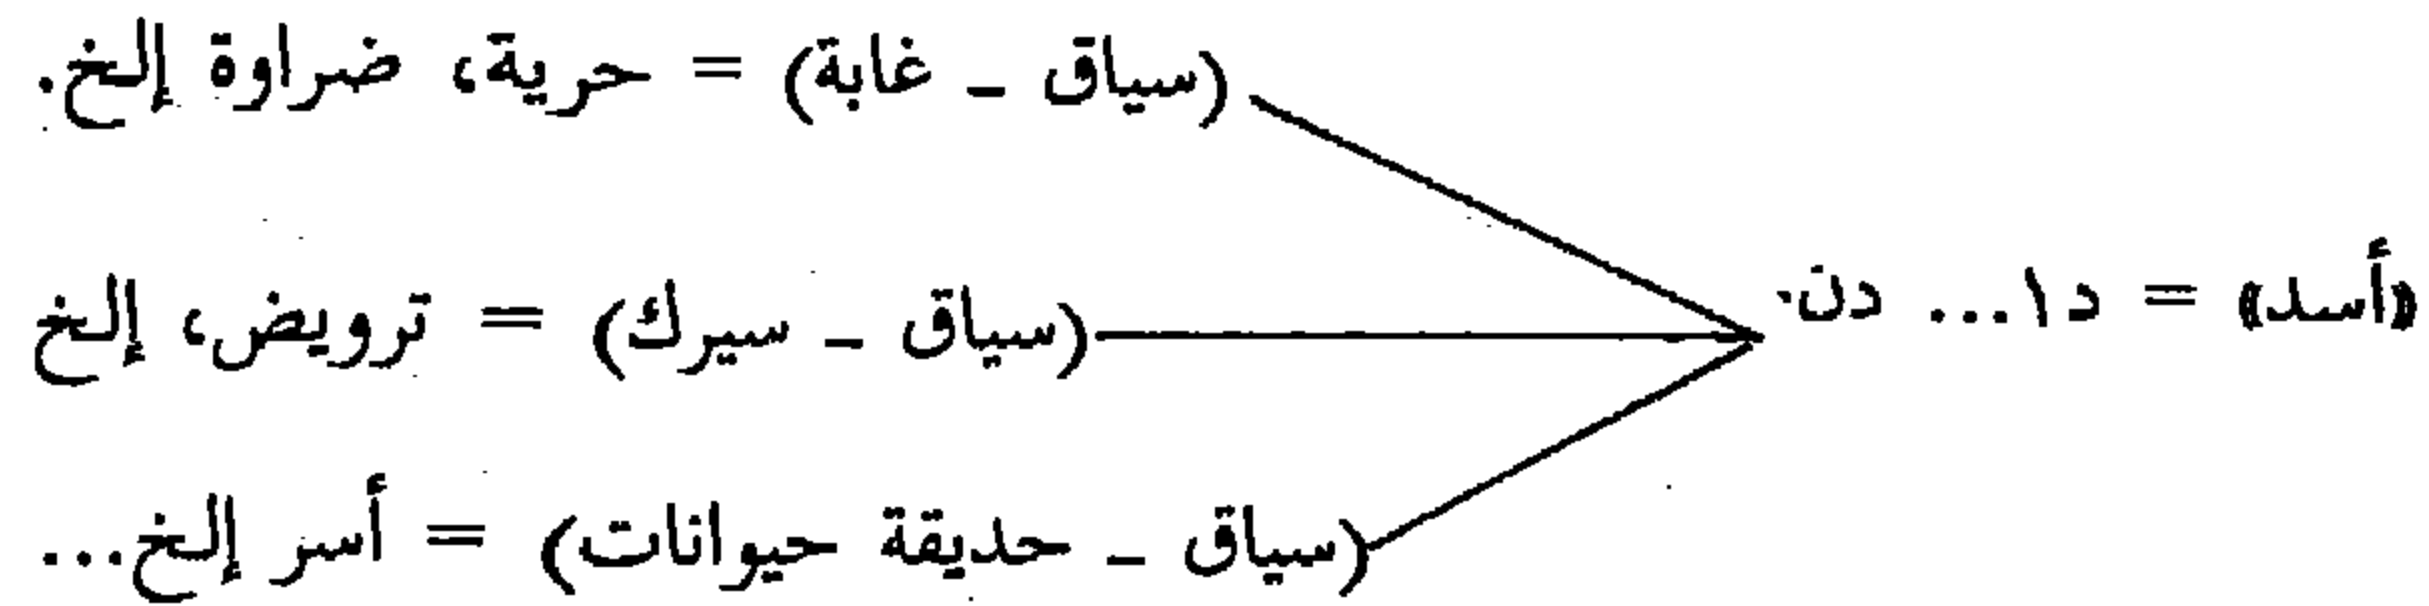 (سياق ـ غابة) = حرية، ضراوة إلخ.
«أسد» = د١... دن.
(سياق ـ سيرك) = ترويض، إلخ
(سياق ـ حديقة حيوانات) = أسر إلخ...